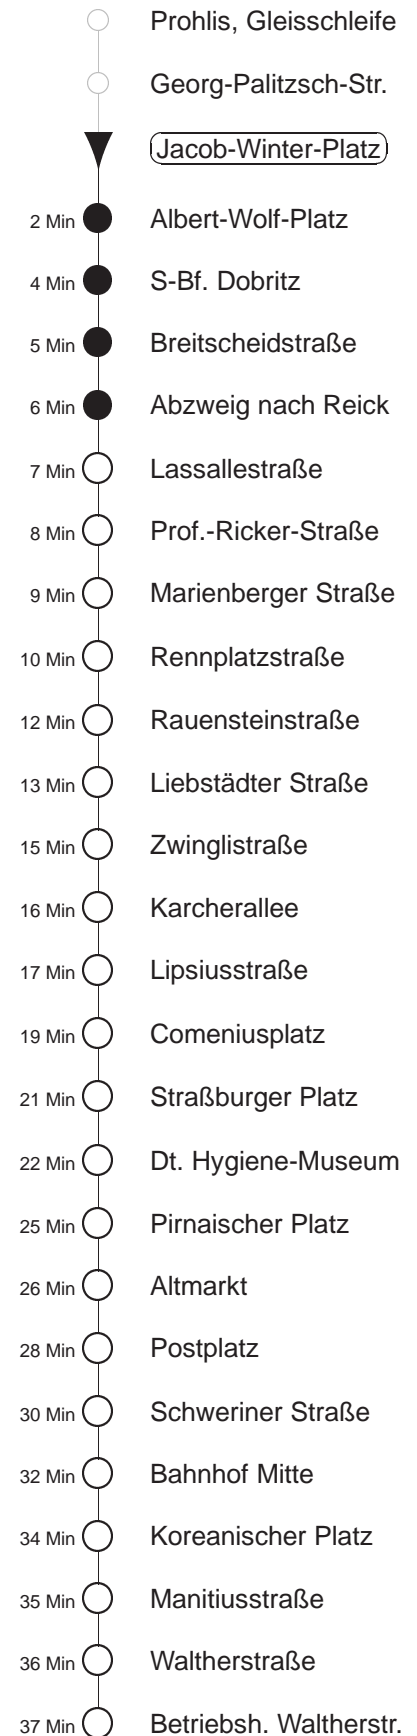 Prohlis, Gleisschleife
Georg-Palitzsch-Str.
Jacob-Winter-Platz
2 Min Albert-Wolf-Platz
4 Min S-Bf. Dobritz
5 Min Breitscheidstraße
6 Min Abzweig nach Reick
7 Min Lassallestraße
8 Min Prof.-Ricker-Straße
9 Min Marienberger Straße
10 Min Rennplatzstraße
12 Min Rauensteinstraße
13 Min Liebstädter Straße
15 Min Zwinglistraße
16 Min Karcherallee
17 Min Lipsiusstraße
19 Min Comeniusplatz
21 Min Straßburger Platz
22 Min Dt. Hygiene-Museum
25 Min Pirnaischer Platz
26 Min Altmarkt
28 Min Postplatz
30 Min Schweriner Straße
32 Min Bahnhof Mitte
34 Min Koreanischer Platz
35 Min Manitiusstraße
36 Min Waltherstraße
37 Min Betriebsh. Waltherstr.